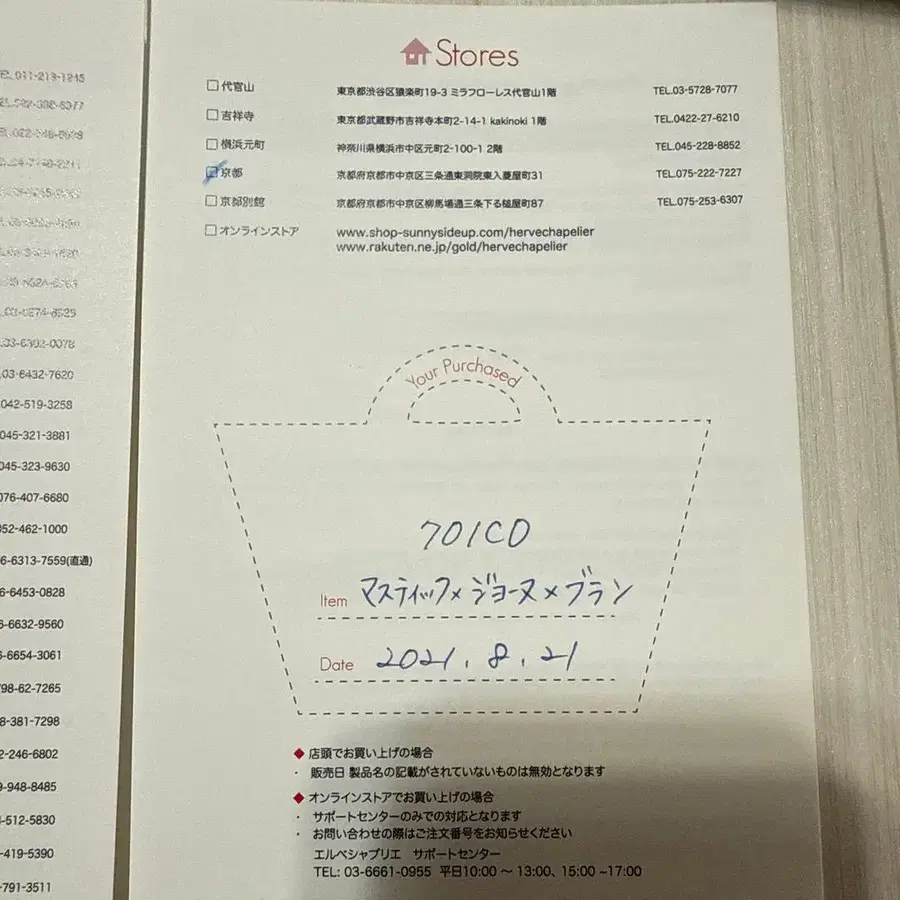 Stores
代官山 東京都渋谷区猿楽町19-3 ミラフローレス代官山1階 TEL.03-5728-7077
吉祥寺 東京都武蔵野市吉祥寺本町2-14-1 kakinoki 1階 TEL.0422-27-6210
横浜元町 神奈川県横浜市中区元町2-100-1 2階 TEL.045-228-8852
京都 京都府京都市中京区三条通東洞院東入菱屋町31 TEL.075-222-7227
京都別館 京都府京都市中京区柳馬場通三条下る槌屋町87 TEL.075-253-6307
オンラインストア www.shop-sunnysideup.com/hervechapelier
www.rakuten.ne.jp/gold/hervechapelier
Your Purchased
701CD
Item マスティック×ジョーヌ×ブラン
Date 2021.8.21
◆ 店頭でお買い上げの場合
・ 販売日 製品名の記載がされていないものは無効となります
◆ オンラインストアでお買い上げの場合
・ サポートセンターのみでの対応となります
・ お問い合わせの際はご注文番号をお知らせください
エルベシャプリエ サポートセンター
TEL: 03-6661-0955 平日10:00 ～ 13:00、15:00 ~17:00
TEL.011-213-1245
03-6302-0078
.03-6432-7620
042-519-3258
045-321-3881
045-323-9630
076-407-6680
052-462-1000
6-6313-7559(直通)
6-6453-0828
6-6632-9560
6-6654-3061
798-62-7265
8-381-7298
2-246-6802
9-948-8485
-512-5830
-419-5390
-791-3511